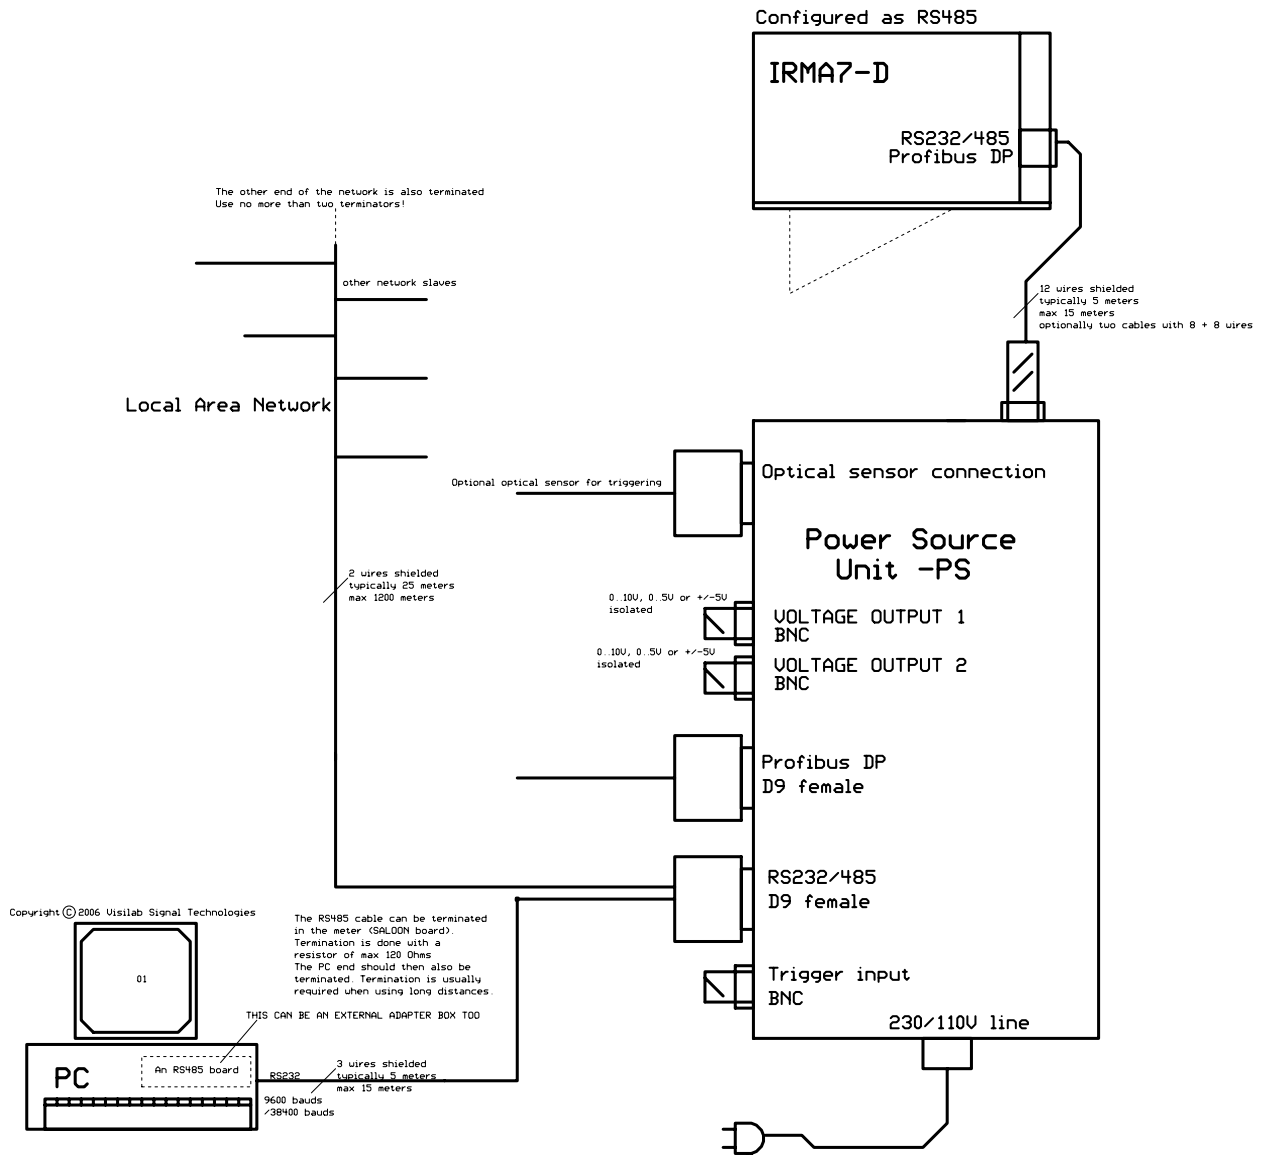 Configured as RS485
IRMA7-D
RS232/485
Profibus DP
The other end of the network is also terminated
Use no more than two terminators!
other network slaves
12 wires shielded
typically 5 meters
max 15 meters
optionally two cables with 8 + 8 wires
Local Area Network
Optional optical sensor for triggering
Optical sensor connection
Power Source
Unit -PS
2 wires shielded
typically 25 meters
max 1200 meters
0..10V, 0..5V or +/-5V
isolated
VOLTAGE OUTPUT 1
BNC
0..10V, 0..5V or +/-5V
isolated
VOLTAGE OUTPUT 2
BNC
Profibus DP
D9 female
RS232/485
D9 female
Copyright © 2006 Visilab Signal Technologies
The RS485 cable can be terminated
in the meter (SALOON board).
Termination is done with a
resistor of max 120 Ohms
The PC end should then also be
terminated. Termination is usually
required when using long distances.
01
Trigger input
BNC
THIS CAN BE AN EXTERNAL ADAPTER BOX TOO
230/110V line
PC
An RS485 board
RS232
3 wires shielded
typically 5 meters
max 15 meters
9600 bauds
/38400 bauds